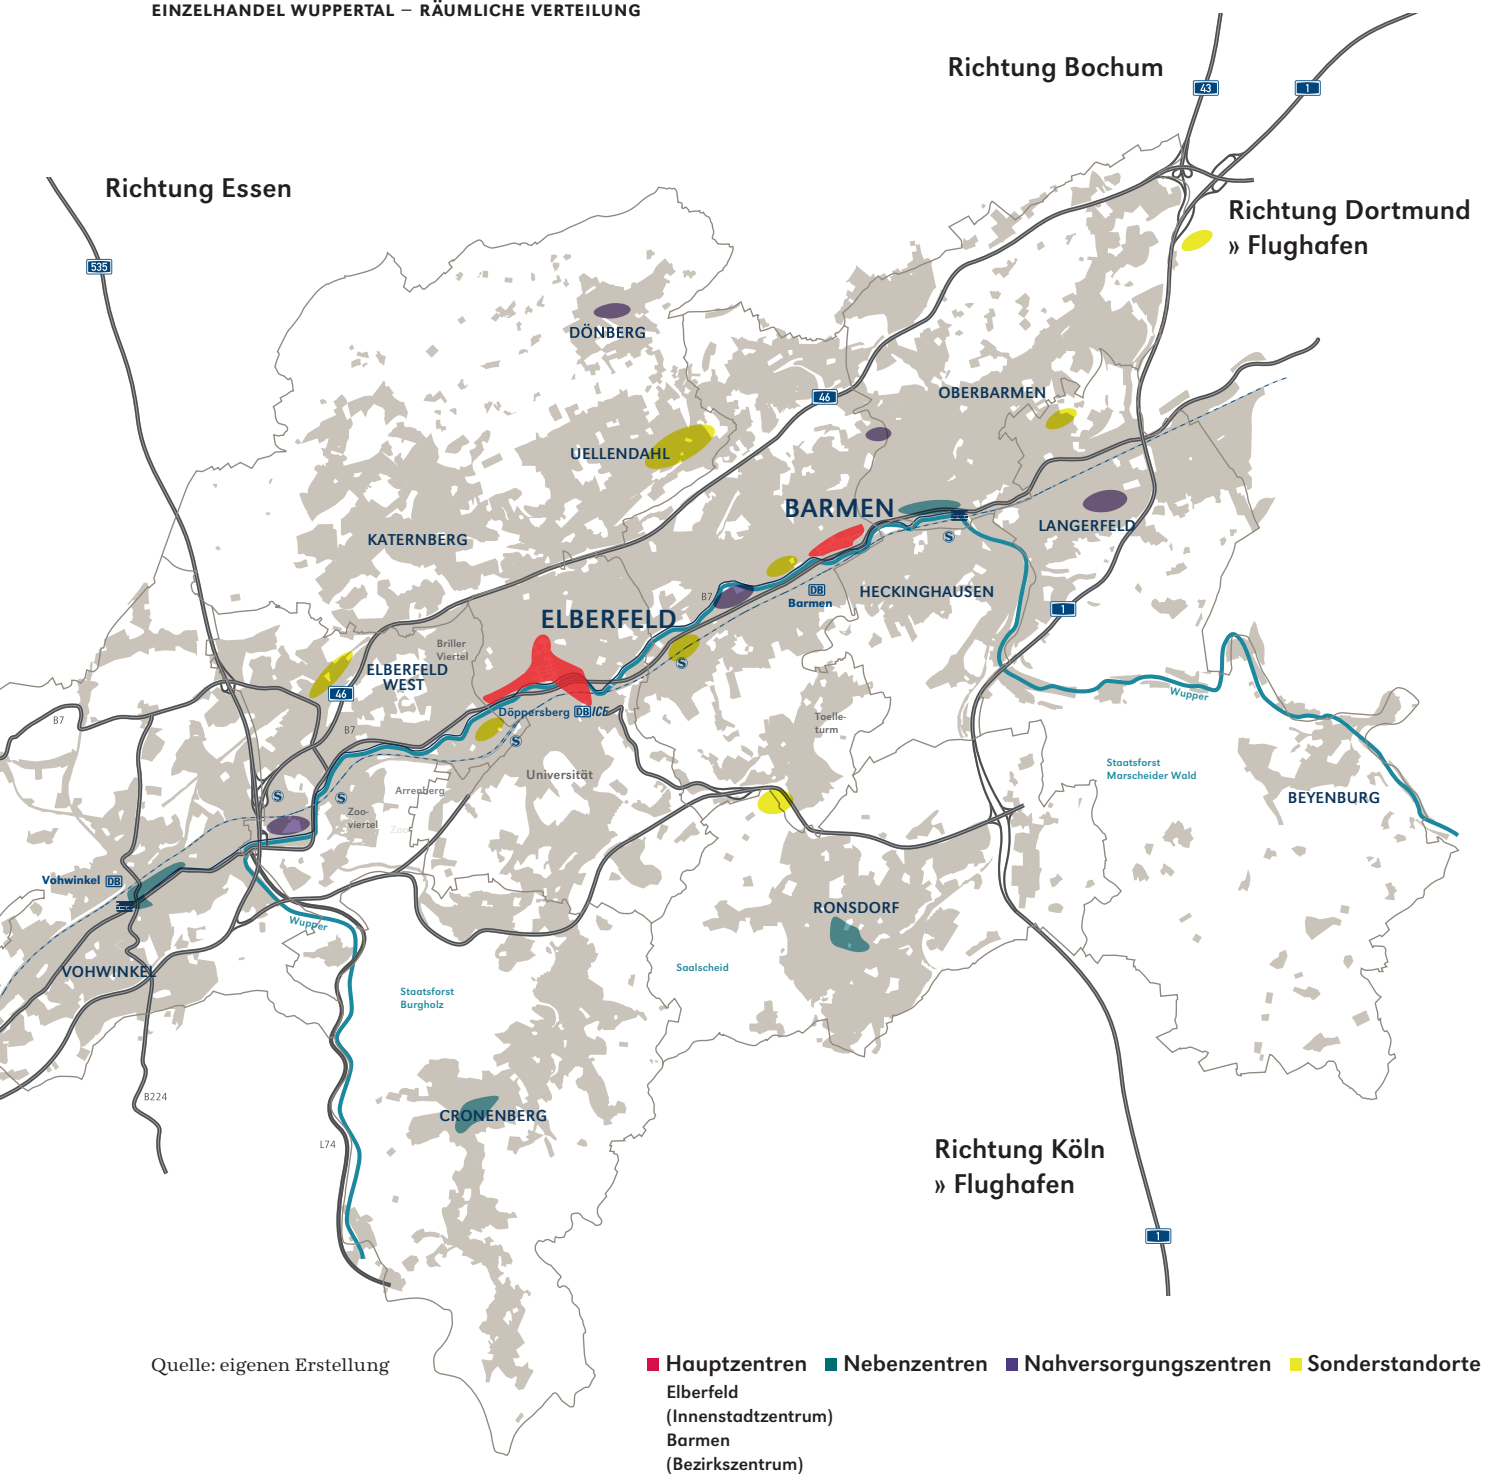 EINZELHANDEL WUPPERTAL – RÄUMLICHE VERTEILUNG
Richtung Bochum
43
1
Richtung Essen
Richtung Dortmund
» Flughafen
535
DÖNBERG
46
OBERBARMEN
UELLENDAHL
BARMEN
LANGERFELD
KATERNBERG
S
HECKINGHAUSEN
B7
DB
Barmen
1
ELBERFELD
Briller
Viertel
S
ELBERFELD
WEST
46
Wupper
Döppersberg DB ICE
B7
B7
S
Toelle-
turm
Staatsforst
Marscheider Wald
Universität
Arrenberg
BEYENBURG
S
S
Zoo-
viertel
Zoo
Vohwinkel DB
RONSDORF
Wupper
VOHWINKEL
Saalscheid
Staatsforst
Burgholz
B224
CRONENBERG
L74
Richtung Köln
» Flughafen
1
Quelle: eigenen Erstellung
Hauptzentren Nebenzentren Nahversorgungszentren Sonderstandorte
Elberfeld
(Innenstadtzentrum)
Barmen
(Bezirkszentrum)